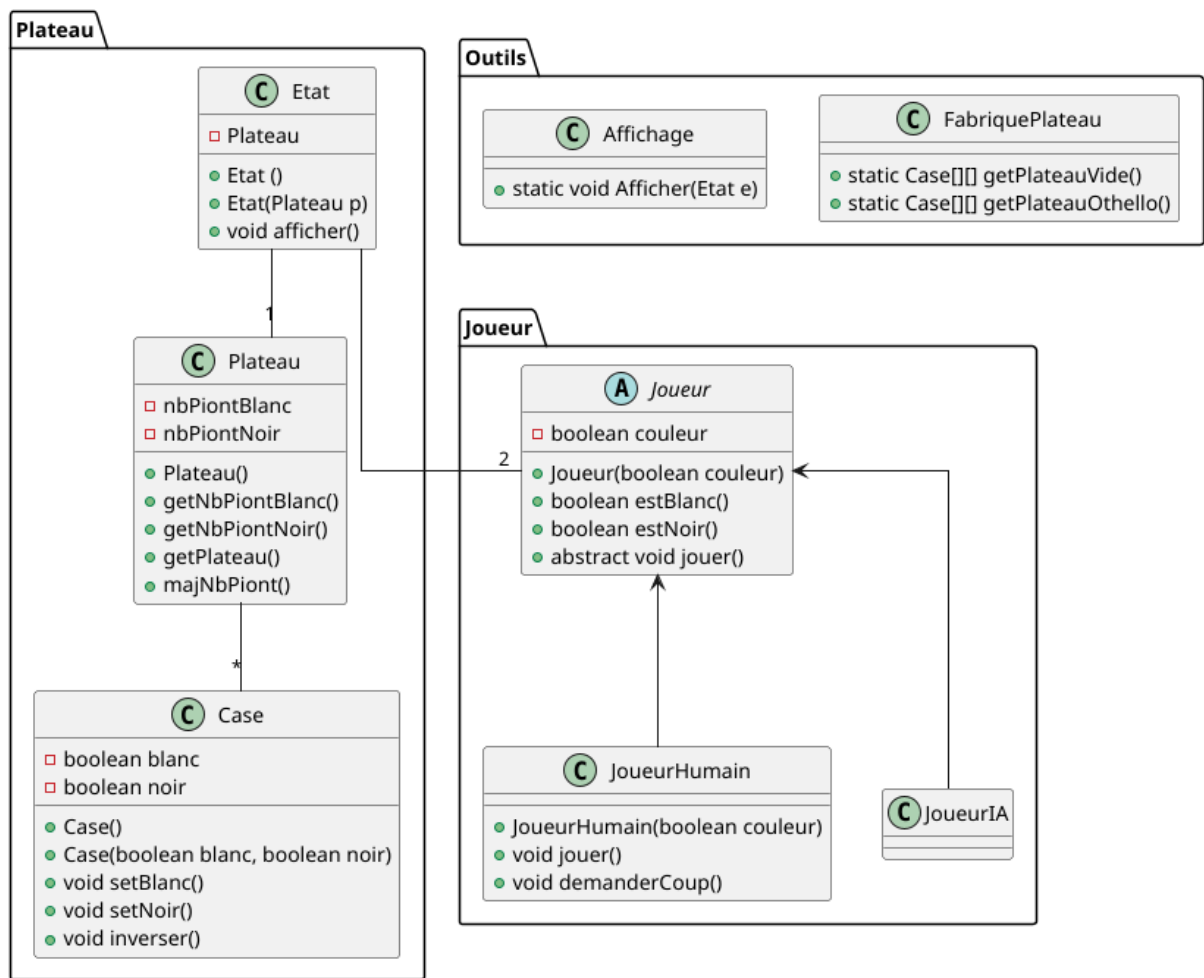 Plateau
C Etat
Plateau
Etat ()
Etat(Plateau p)
void afficher()
1
C Plateau
nbPiontBlanc
nbPiontNoir
Plateau()
getNbPiontBlanc()
getNbPiontNoir()
getPlateau()
majNbPiont()
*
C Case
boolean blanc
boolean noir
Case()
Case(boolean blanc, boolean noir)
void setBlanc()
void setNoir()
void inverser()
Outils
C Affichage
static void Afficher(Etat e)
C FabriquePlateau
static Case[][] getPlateauVide()
static Case[][] getPlateauOthello()
Joueur
A Joueur
boolean couleur
2
Joueur(boolean couleur)
boolean estBlanc()
boolean estNoir()
abstract void jouer()
C JoueurHumain
JoueurHumain(boolean couleur)
void jouer()
void demanderCoup()
C JoueurIA